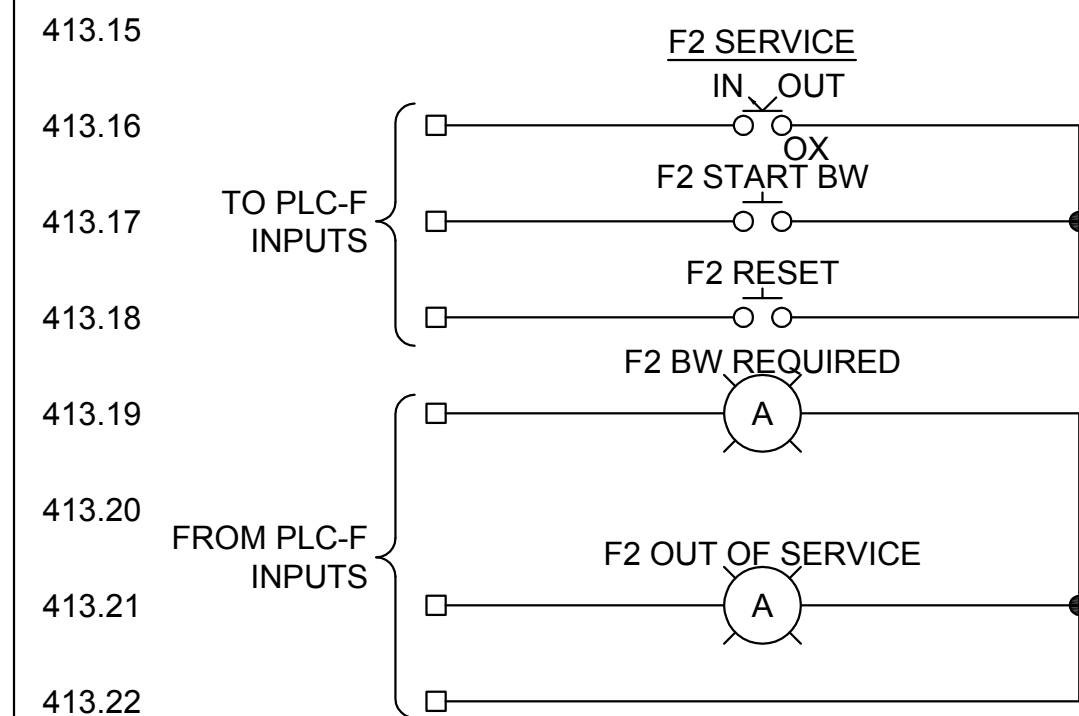 413.15
F2 SERVICE
IN OUT
413.16
OX
F2 START BW
TO PLC-F
INPUTS
413.17
F2 RESET
413.18
F2 BW REQUIRED
413.19
A
413.20
FROM PLC-F
INPUTS
F2 OUT OF SERVICE
413.21
A
413.22